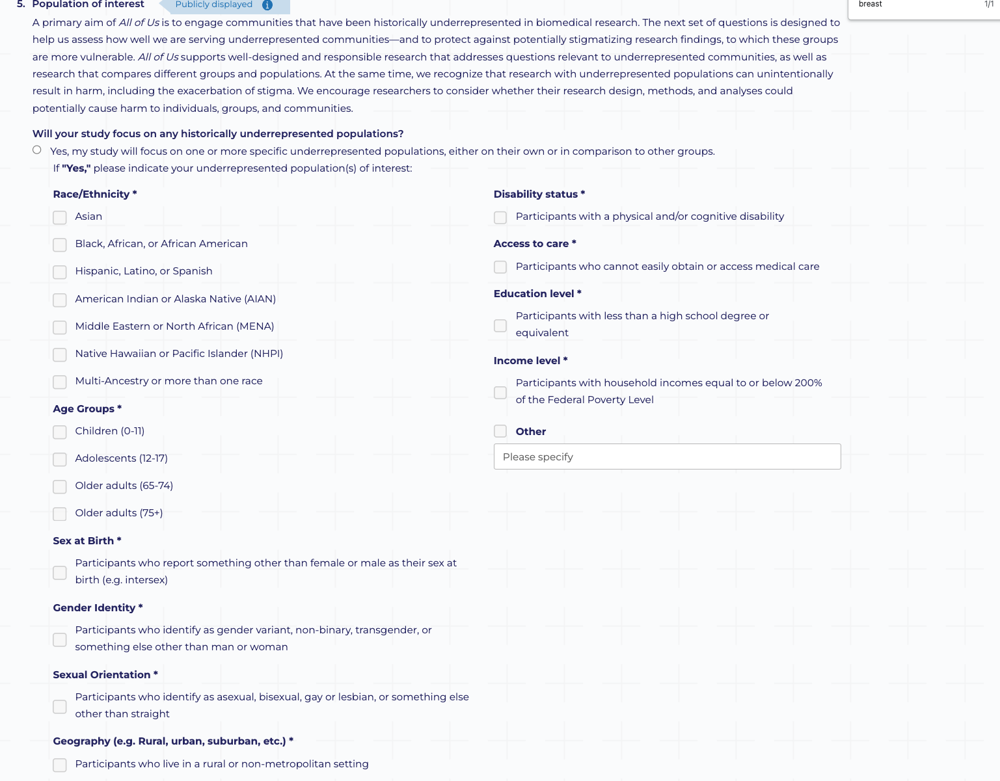 5. Population of interest
Publicly displayed
breast
1/1
A primary aim of All of Us is to engage communities that have been historically underrepresented in biomedical research. The next set of questions is designed to
help us assess how well we are serving underrepresented communities—and to protect against potentially stigmatizing research findings, to which these groups
are more vulnerable. All of Us supports well-designed and responsible research that addresses questions relevant to underrepresented communities, as well as
research that compares different groups and populations. At the same time, we recognize that research with underrepresented populations can unintentionally
result in harm, including the exacerbation of stigma. We encourage researchers to consider whether their research design, methods, and analyses could
potentially cause harm to individuals, groups, and communities.
Will your study focus on any historically underrepresented populations?
Yes, my study will focus on one or more specific underrepresented populations, either on their own or in comparison to other groups.
If "Yes," please indicate your underrepresented population(s) of interest:
Race/Ethnicity *
Asian
Black, African, or African American
Hispanic, Latino, or Spanish
American Indian or Alaska Native (AIAN)
Middle Eastern or North African (MENA)
Native Hawaiian or Pacific Islander (NHPI)
Multi-Ancestry or more than one race
Age Groups *
Children (0-11)
Adolescents (12-17)
Older adults (65-74)
Older adults (75+)
Sex at Birth *
Participants who report something other than female or male as their sex at
birth (e.g. intersex)
Gender Identity *
Participants who identify as gender variant, non-binary, transgender, or
something else other than man or woman
Sexual Orientation *
Participants who identify as asexual, bisexual, gay or lesbian, or something else
other than straight
Geography (e.g. Rural, urban, suburban, etc.) *
Participants who live in a rural or non-metropolitan setting
Disability status *
Participants with a physical and/or cognitive disability
Access to care *
Participants who cannot easily obtain or access medical care
Education level *
Participants with less than a high school degree or
equivalent
Income level *
Participants with household incomes equal to or below 200%
of the Federal Poverty Level
Other
Please specify